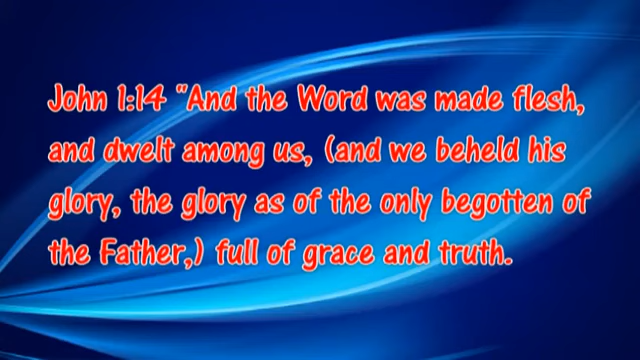 John 1:14 "And the Word was made flesh,
and dwelt among us, (and we beheld his
glory, the glory as of the only begotten of
the Father,) full of grace and truth.